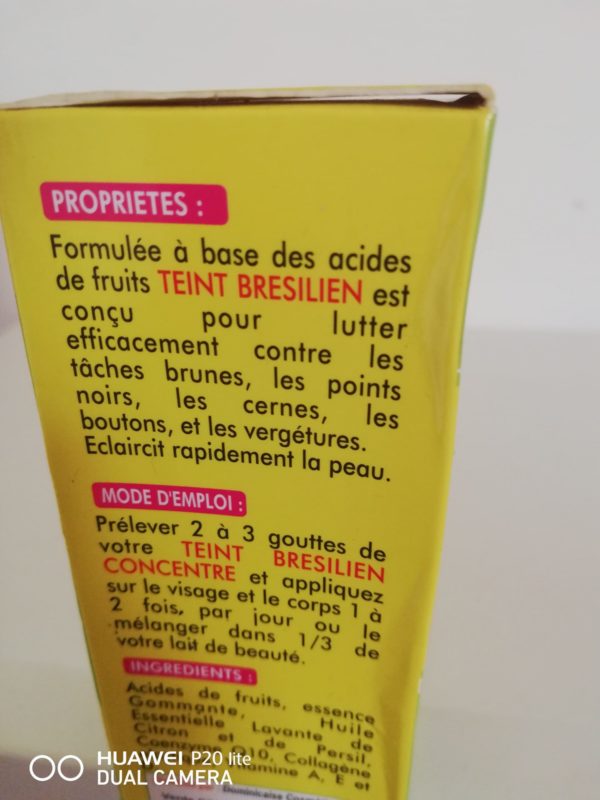 PROPRIETES :
Formulée à base des acides
de fruits TEINT BRESILIEN est
conçu pour lutter
efficacement contre les
tâches brunes, les points
noirs, les cernes, les
boutons, et les vergétures.
Eclaircit rapidement la peau.
MODE D'EMPLOI :
Prélever 2 à 3 gouttes de
votre TEINT BRESILIEN
CONCENTRE et appliquez
sur le visage et le corps 1 à
2 fois, par jour ou le
mélanger dans 1/3 de
votre lait de beauté.
INGREDIENTS :
Acides de fruits, essence
Gommante, Huile
Essentielle Lavante de
Citron et de Persil,
Coenzyme Q10, Collagène
A, E et
HUAWEI P20 lite
DUAL CAMERA